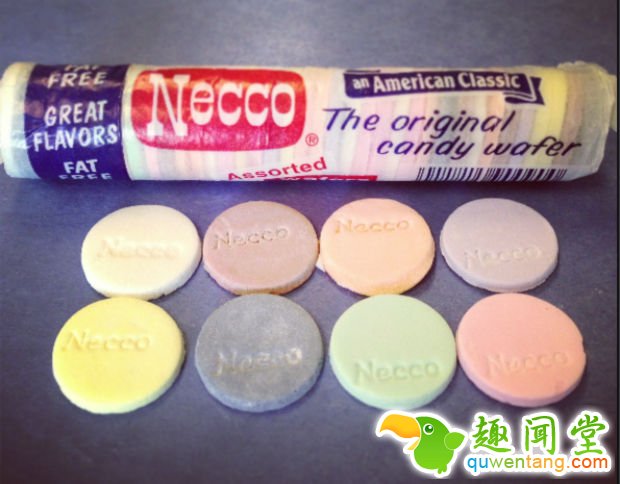 FAT
FREE
GREAT
FLAVORS
FAT
FREE
Necco
®
Assorted
an American Classic
The original
candy wafer
Necco
Necco
Necco
Necco
Necco
Necco
Necco
Necco
趣闻堂
quwentang.com